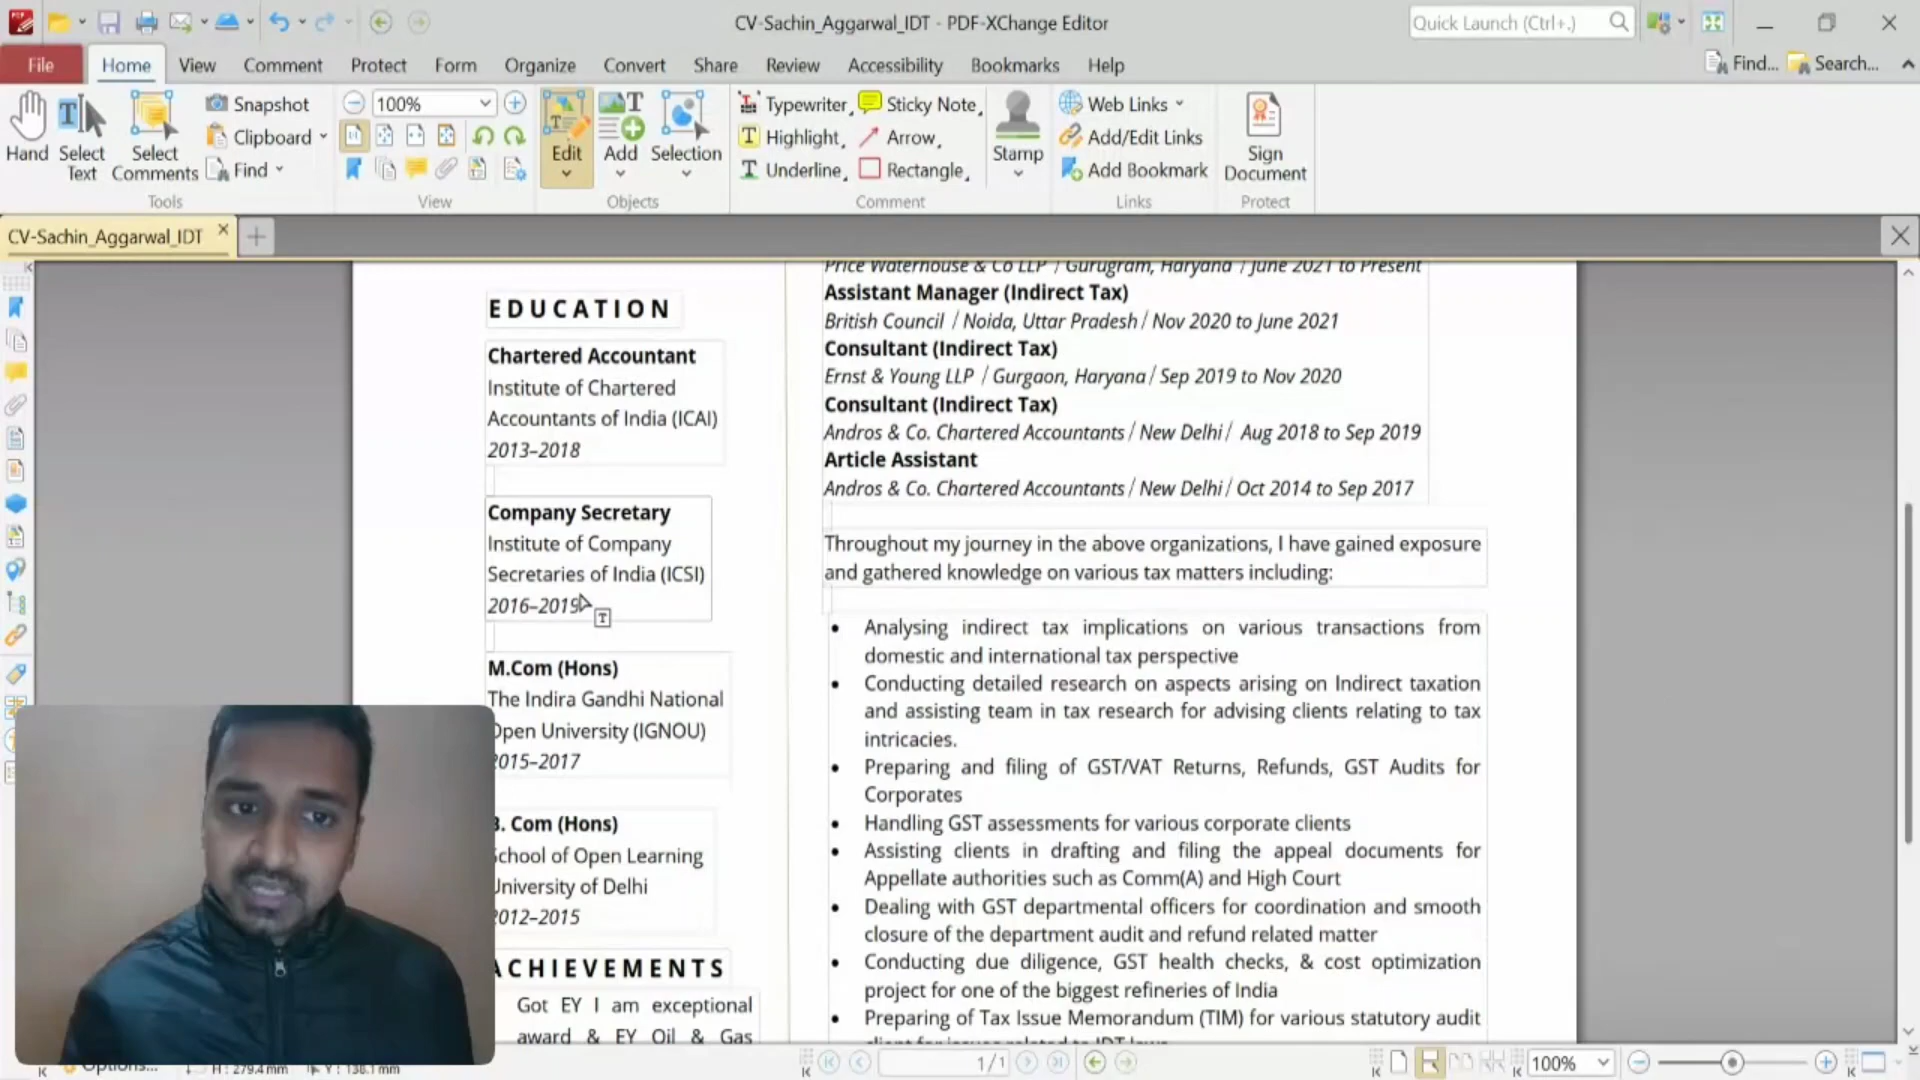 CV-Sachin_Aggarwal_IDT - PDF-XChange Editor
Quick Launch (Ctrl+.)
File
Home
View
Comment
Protect
Form
Organize
Convert
Share
Review
Accessibility
Bookmarks
Help
Find...
Search...
Hand
Select Text
Select Comments
Snapshot
Clipboard
Find
Tools
100%
View
Edit
Add
Selection
Objects
Typewriter
Highlight
Underline
Sticky Note
Arrow
Rectangle
Stamp
Comment
Web Links
Add/Edit Links
Add Bookmark
Links
Sign Document
Protect
CV-Sachin_Aggarwal_IDT
EDUCATION
Chartered Accountant
Institute of Chartered
Accountants of India (ICAI)
2013–2018
Company Secretary
Institute of Company
Secretaries of India (ICSI)
2016–2019
M.Com (Hons)
The Indira Gandhi National
Open University (IGNOU)
2015–2017
B. Com (Hons)
School of Open Learning
University of Delhi
2012–2015
ACHIEVEMENTS
Got EY I am exceptional
award & EY Oil & Gas
Price Waterhouse & Co LLP / Gurugram, Haryana / June 2021 to Present
Assistant Manager (Indirect Tax)
British Council / Noida, Uttar Pradesh / Nov 2020 to June 2021
Consultant (Indirect Tax)
Ernst & Young LLP / Gurgaon, Haryana / Sep 2019 to Nov 2020
Consultant (Indirect Tax)
Andros & Co. Chartered Accountants / New Delhi / Aug 2018 to Sep 2019
Article Assistant
Andros & Co. Chartered Accountants / New Delhi / Oct 2014 to Sep 2017
Throughout my journey in the above organizations, I have gained exposure
and gathered knowledge on various tax matters including:
• Analysing indirect tax implications on various transactions from
domestic and international tax perspective
• Conducting detailed research on aspects arising on Indirect taxation
and assisting team in tax research for advising clients relating to tax
intricacies.
• Preparing and filing of GST/VAT Returns, Refunds, GST Audits for
Corporates
• Handling GST assessments for various corporate clients
• Assisting clients in drafting and filing the appeal documents for
Appellate authorities such as Comm(A) and High Court
• Dealing with GST departmental officers for coordination and smooth
closure of the department audit and refund related matter
• Conducting due diligence, GST health checks, & cost optimization
project for one of the biggest refineries of India
• Preparing of Tax Issue Memorandum (TIM) for various statutory audit
client for issues related to IDT laws
Options...
H: 279.4 mm
Y: 138.1 mm
1/1
100%